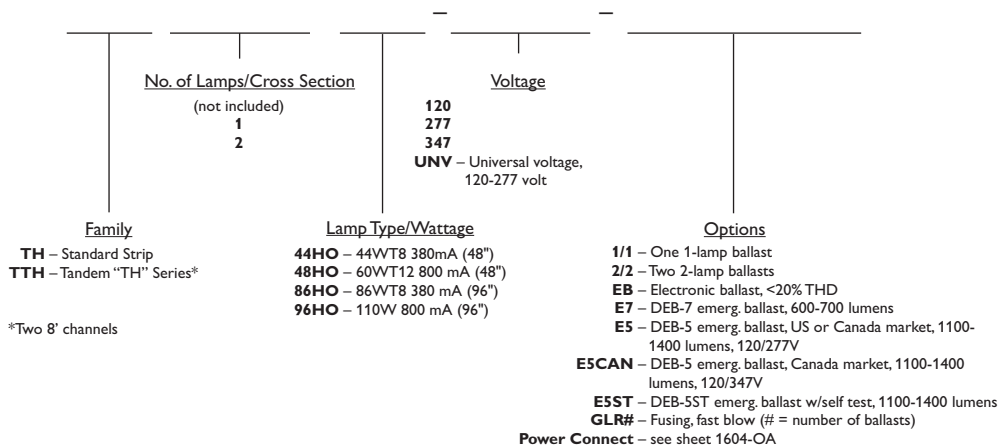 – –
No. of Lamps/Cross Section
(not included)
1
2
Voltage
120
277
347
UNV – Universal voltage,
120-277 volt
Family
TH – Standard Strip
TTH – Tandem “TH” Series*
*Two 8' channels
Lamp Type/Wattage
44HO – 44WT8 380mA (48")
48HO – 60WT12 800 mA (48")
86HO – 86WT8 380 mA (96")
96HO – 110W 800 mA (96")
Options
1/1 – One 1-lamp ballast
2/2 – Two 2-lamp ballasts
EB – Electronic ballast, <20% THD
E7 – DEB-7 emerg. ballast, 600-700 lumens
E5 – DEB-5 emerg. ballast, US or Canada market, 1100-
1400 lumens, 120/277V
E5CAN – DEB-5 emerg. ballast, Canada market, 1100-1400
lumens, 120/347V
E5ST – DEB-5ST emerg. ballast w/self test, 1100-1400 lumens
GLR# – Fusing, fast blow (# = number of ballasts)
Power Connect – see sheet 1604-OA